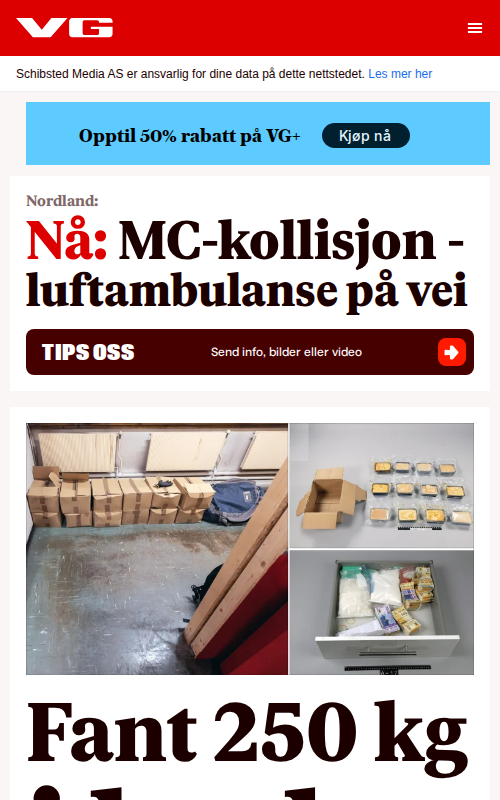 VG
Schibsted Media AS er ansvarlig for dine data på dette nettstedet. Les mer her
Opptil 50% rabatt på VG+
Kjøp nå
Nordland:
Nå: MC-kollisjon -
luftambulanse på vei
TIPS OSS
Send info, bilder eller video
Fant 250 kg